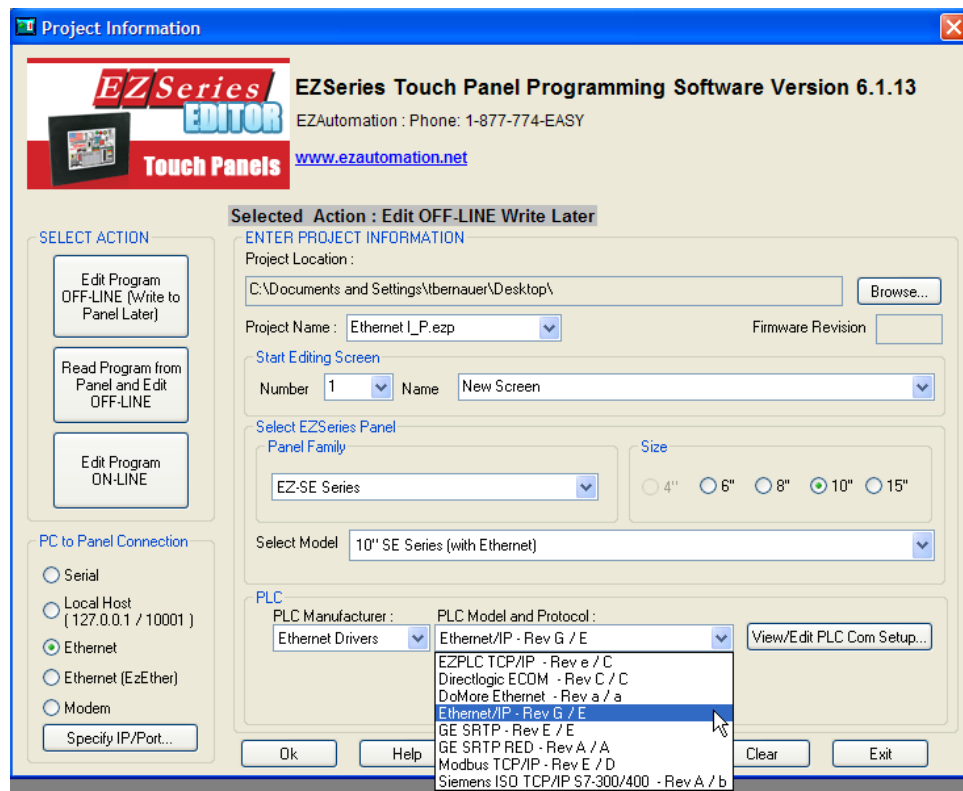 Project Information
EZSeries
EDITOR
Touch Panels
EZSeries Touch Panel Programming Software Version 6.1.13
EZAutomation : Phone: 1-877-774-EASY
www.ezautomation.net
Selected Action : Edit OFF-LINE Write Later
SELECT ACTION
Edit Program
OFF-LINE (Write to
Panel Later)
Read Program from
Panel and Edit
OFF-LINE
Edit Program
ON-LINE
PC to Panel Connection
Serial
Local Host
( 127.0.0.1 / 10001 )
Ethernet
Ethernet (EzEther)
Modem
Specify IP/Port...
ENTER PROJECT INFORMATION
Project Location :
C:\Documents and Settings\tbernauer\Desktop\
Browse...
Project Name : Ethernet I_P.ezp
Firmware Revision
Start Editing Screen
Number 1 Name New Screen
Select EZSeries Panel
Panel Family
EZ-SE Series
Size
4" 6" 8" 10" 15"
Select Model 10" SE Series (with Ethernet)
PLC
PLC Manufacturer : PLC Model and Protocol :
Ethernet Drivers Ethernet/IP - Rev G / E View/Edit PLC Com Setup...
EZPLC TCP/IP - Rev e / C
Directlogic ECOM - Rev C / C
DoMore Ethernet - Rev a / a
Ethernet/IP - Rev G / E
GE SRTP - Rev E / E
GE SRTP RED - Rev A / A
Modbus TCP/IP - Rev E / D
Siemens ISO TCP/IP S7-300/400 - Rev A / b
Ok Help Clear Exit